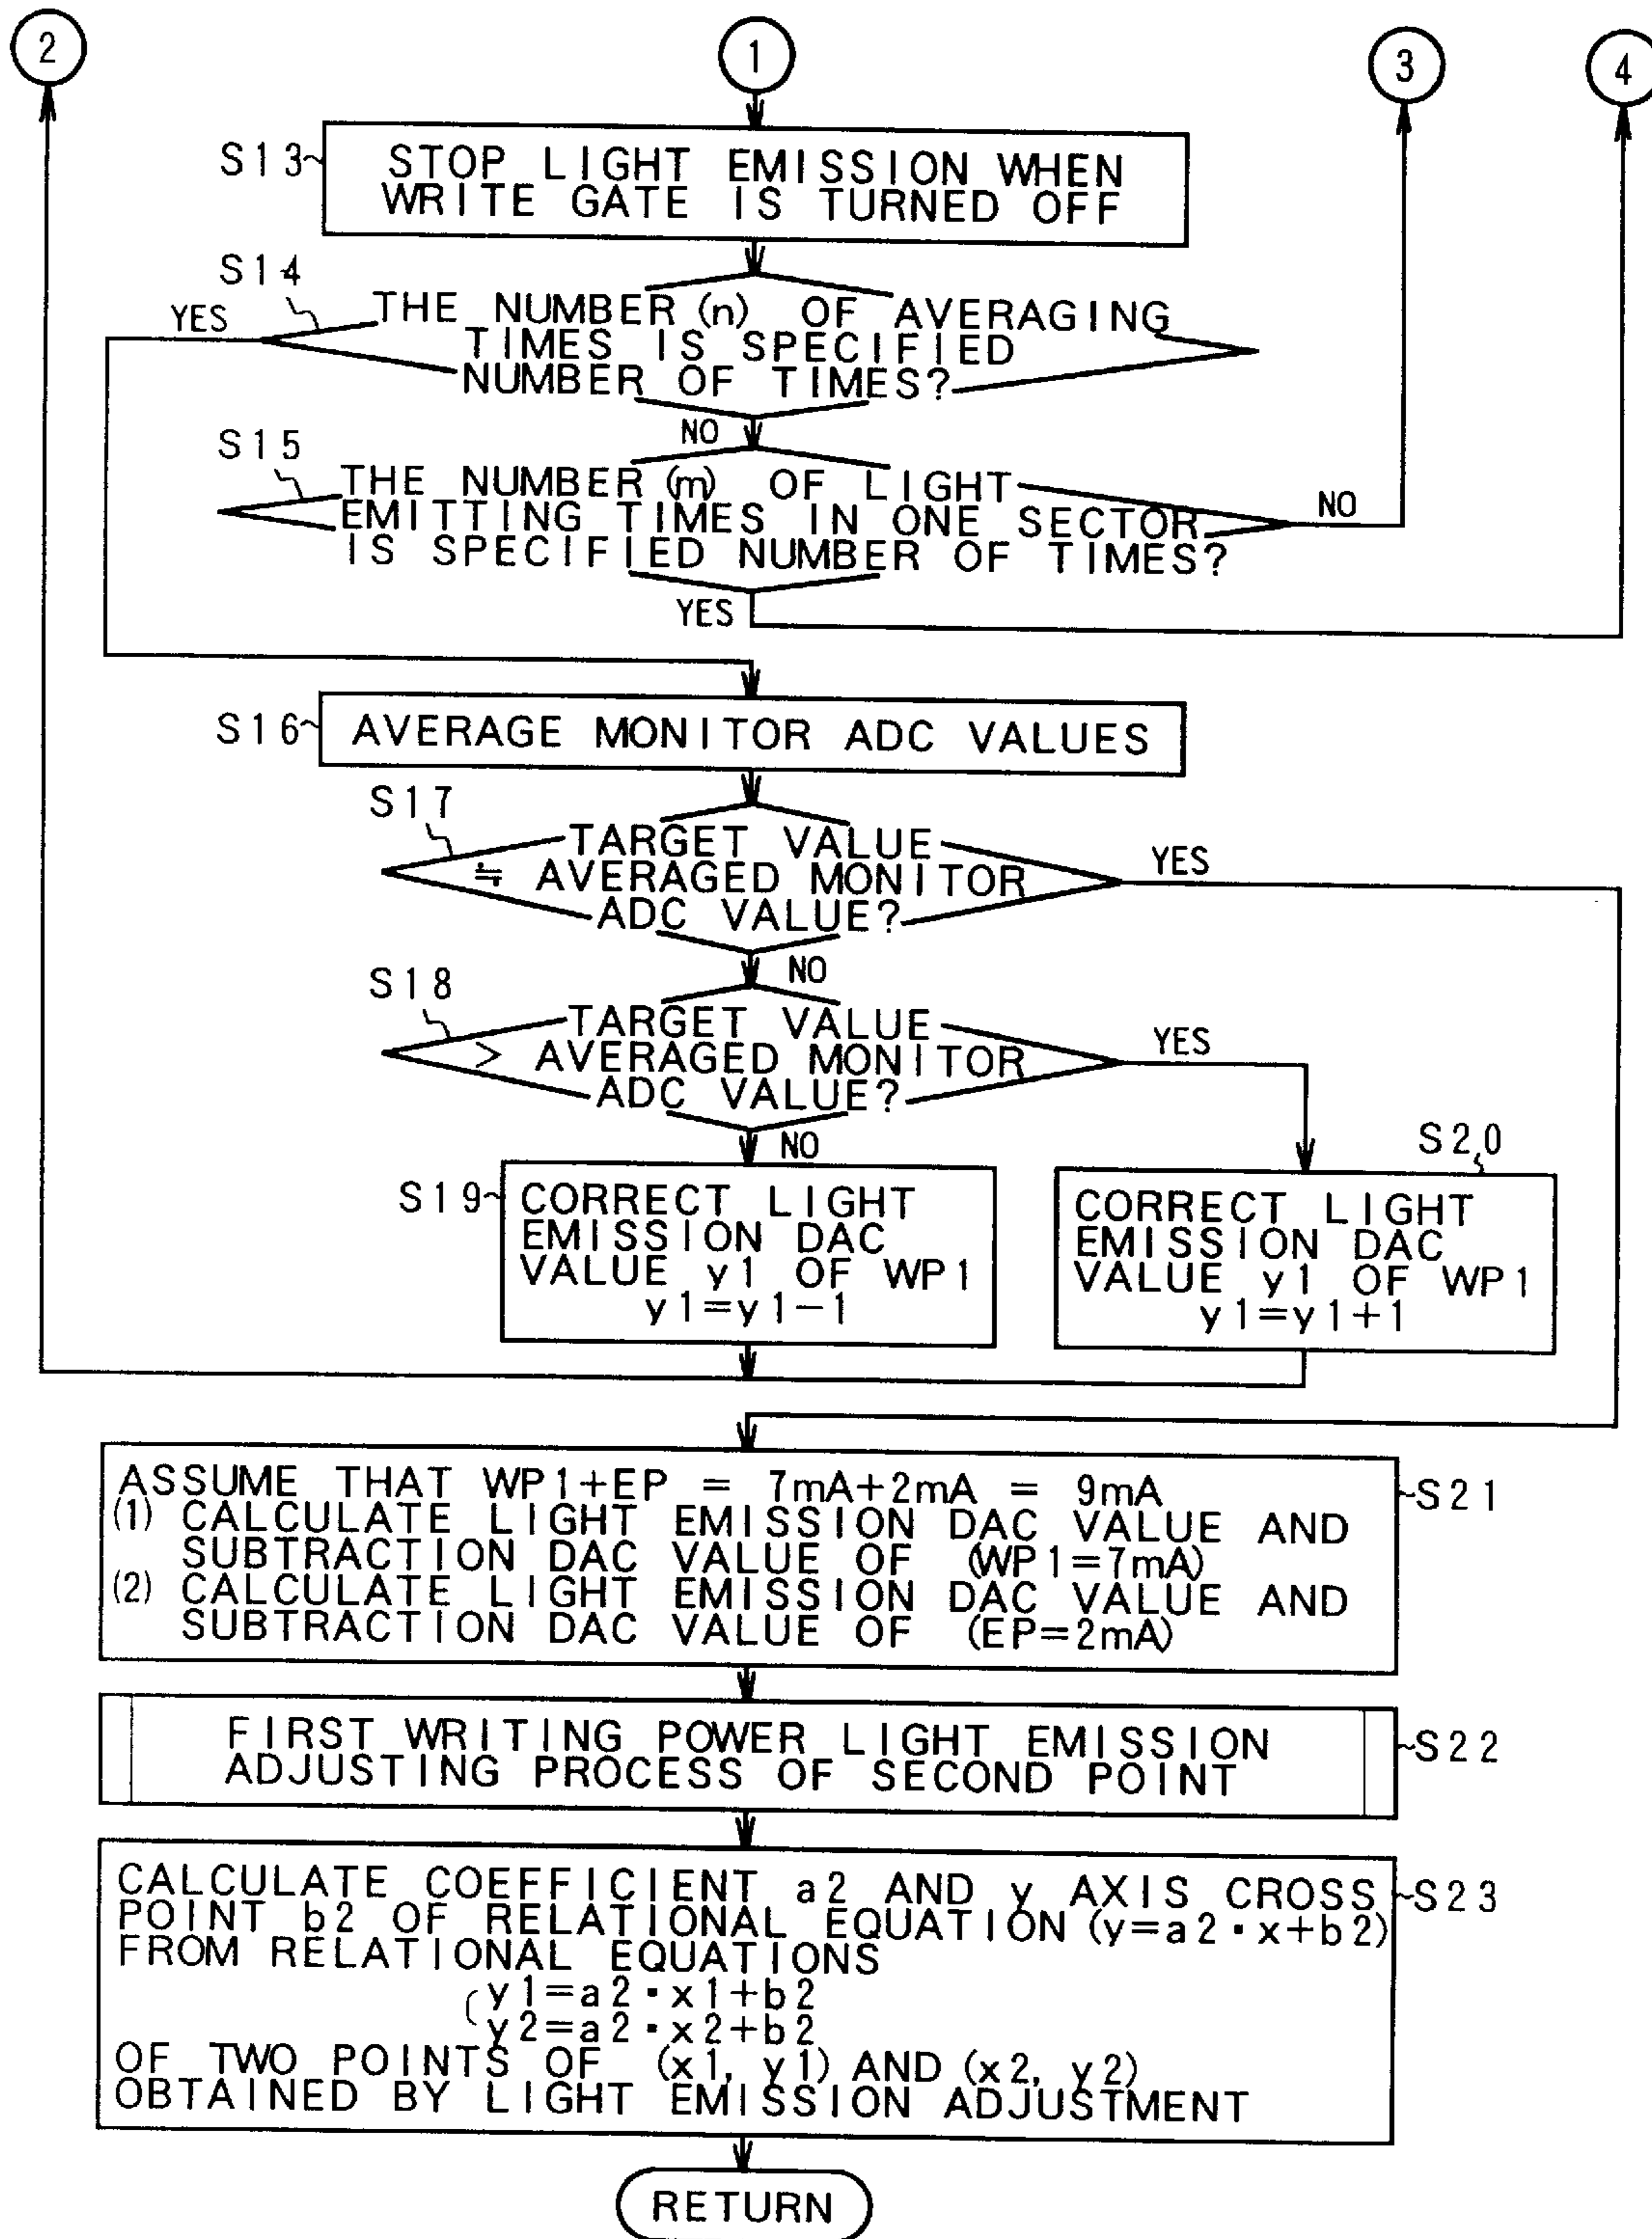 2
1
3
4
S13
STOP LIGHT EMISSION WHEN
WRITE GATE IS TURNED OFF
S14
YES
THE NUMBER (n) OF AVERAGING
TIMES IS SPECIFIED
NUMBER OF TIMES?
NO
S15
THE NUMBER (m) OF LIGHT
EMITTING TIMES IN ONE SECTOR
IS SPECIFIED NUMBER OF TIMES?
NO
YES
S16
AVERAGE MONITOR ADC VALUES
S17
TARGET VALUE
≒ AVERAGED MONITOR
ADC VALUE?
YES
NO
S18
TARGET VALUE
> AVERAGED MONITOR
ADC VALUE?
YES
NO
S19
CORRECT LIGHT
EMISSION DAC
VALUE y1 OF WP1
y1=y1-1
S20
CORRECT LIGHT
EMISSION DAC
VALUE y1 OF WP1
y1=y1+1
ASSUME THAT WP1+EP = 7mA+2mA = 9mA
(1) CALCULATE LIGHT EMISSION DAC VALUE AND
SUBTRACTION DAC VALUE OF (WP1=7mA)
(2) CALCULATE LIGHT EMISSION DAC VALUE AND
SUBTRACTION DAC VALUE OF (EP=2mA)
S21
FIRST WRITING POWER LIGHT EMISSION
ADJUSTING PROCESS OF SECOND POINT
S22
CALCULATE COEFFICIENT a2 AND y AXIS CROSS
POINT b2 OF RELATIONAL EQUATION (y=a2・x+b2)
FROM RELATIONAL EQUATIONS
y1=a2・x1+b2
y2=a2・x2+b2
OF TWO POINTS OF (x1, y1) AND (x2, y2)
OBTAINED BY LIGHT EMISSION ADJUSTMENT
S23
RETURN